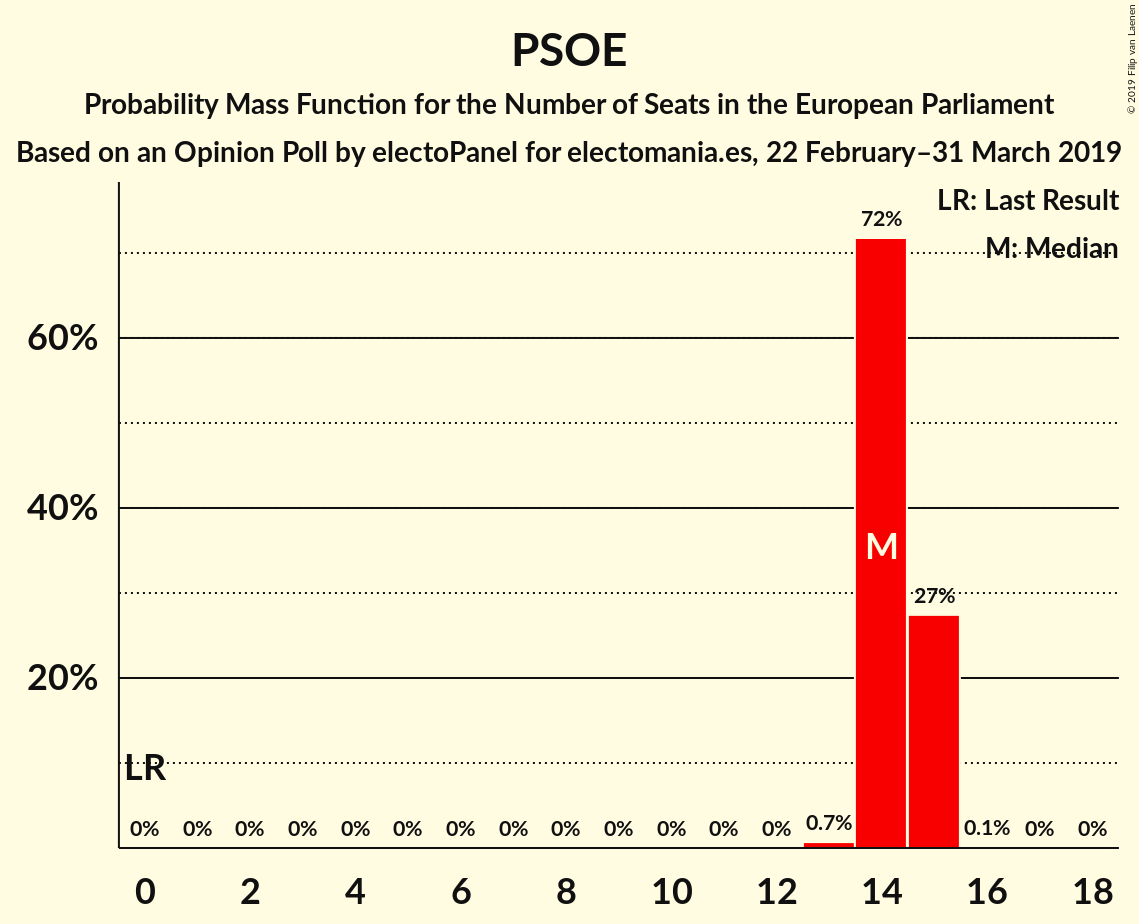 PSOE
Probability Mass Function for the Number of Seats in the European Parliament
Based on an Opinion Poll by electoPanel for electomania.es, 22 February–31 March 2019
© 2019 Filip van Laenen
LR: Last Result
M: Median
72%
60%
40%
M
27%
20%
LR
0% 0% 0% 0% 0% 0% 0% 0% 0% 0% 0% 0% 0% 0.7% 0.1% 0% 0%
0 2 4 6 8 10 12 14 16 18